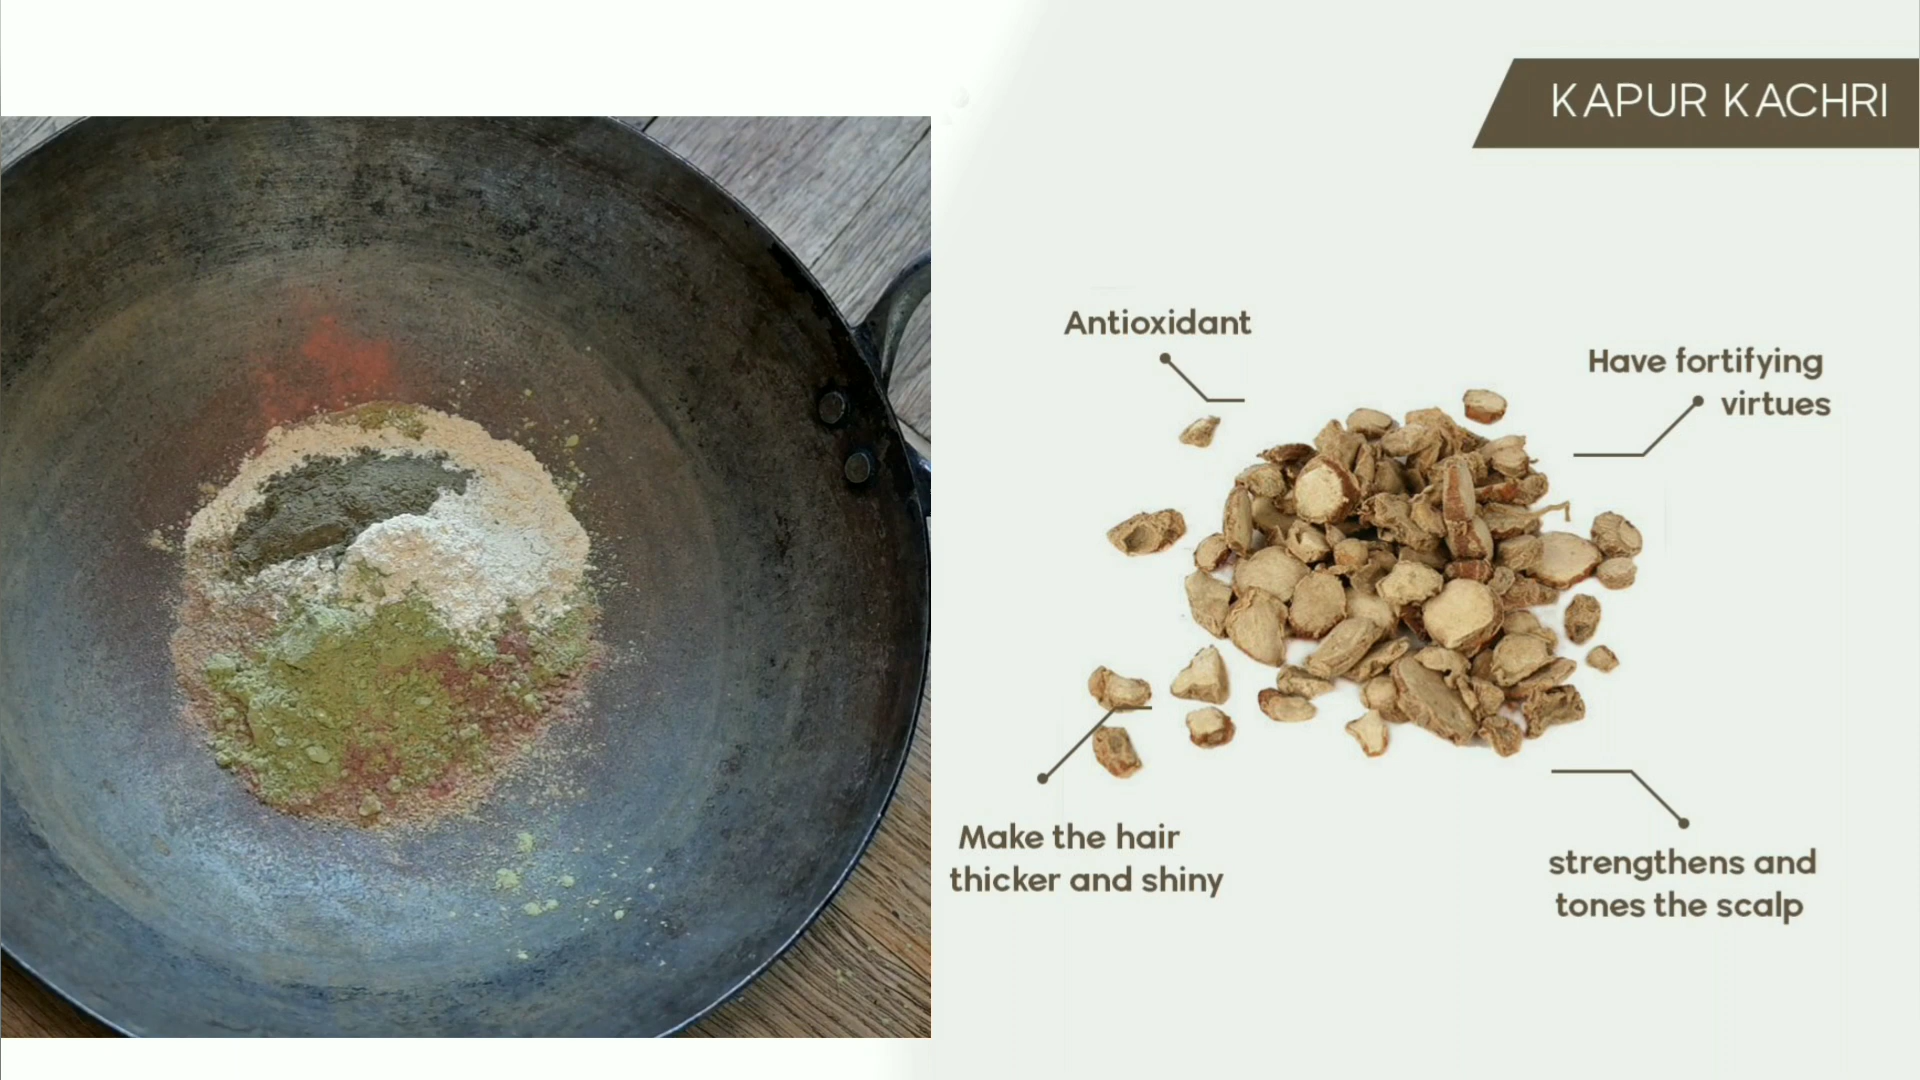 KAPUR KACHRI
Antioxidant
Have fortifying
virtues
Make the hair
thicker and shiny
strengthens and
tones the scalp